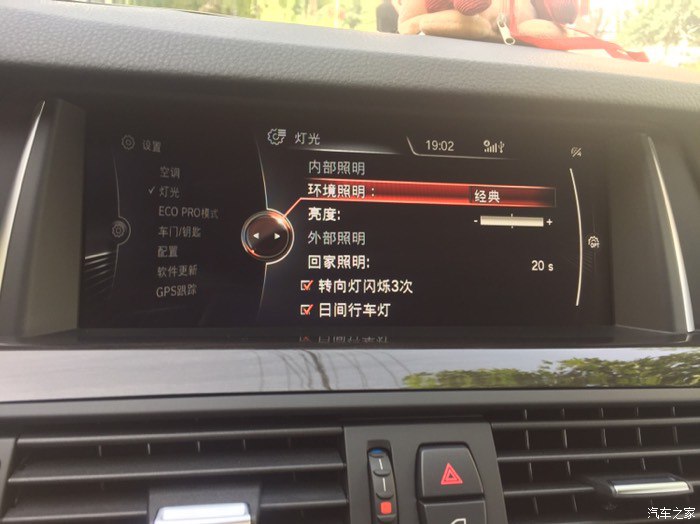 设置
空调
灯光
ECO PRO模式
车门/钥匙
配置
软件更新
GPS跟踪
灯光
19:02
内部照明
环境照明：
经典
亮度:
- +
外部照明
回家照明:
20 s
转向灯闪烁3次
日间行车灯
汽车之家